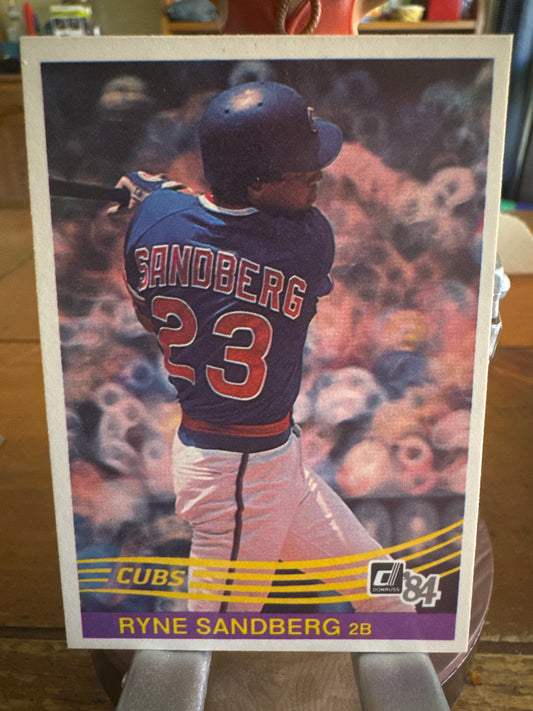 SANDBERG
23
CUBS
DONRUSS '84
RYNE SANDBERG 2B